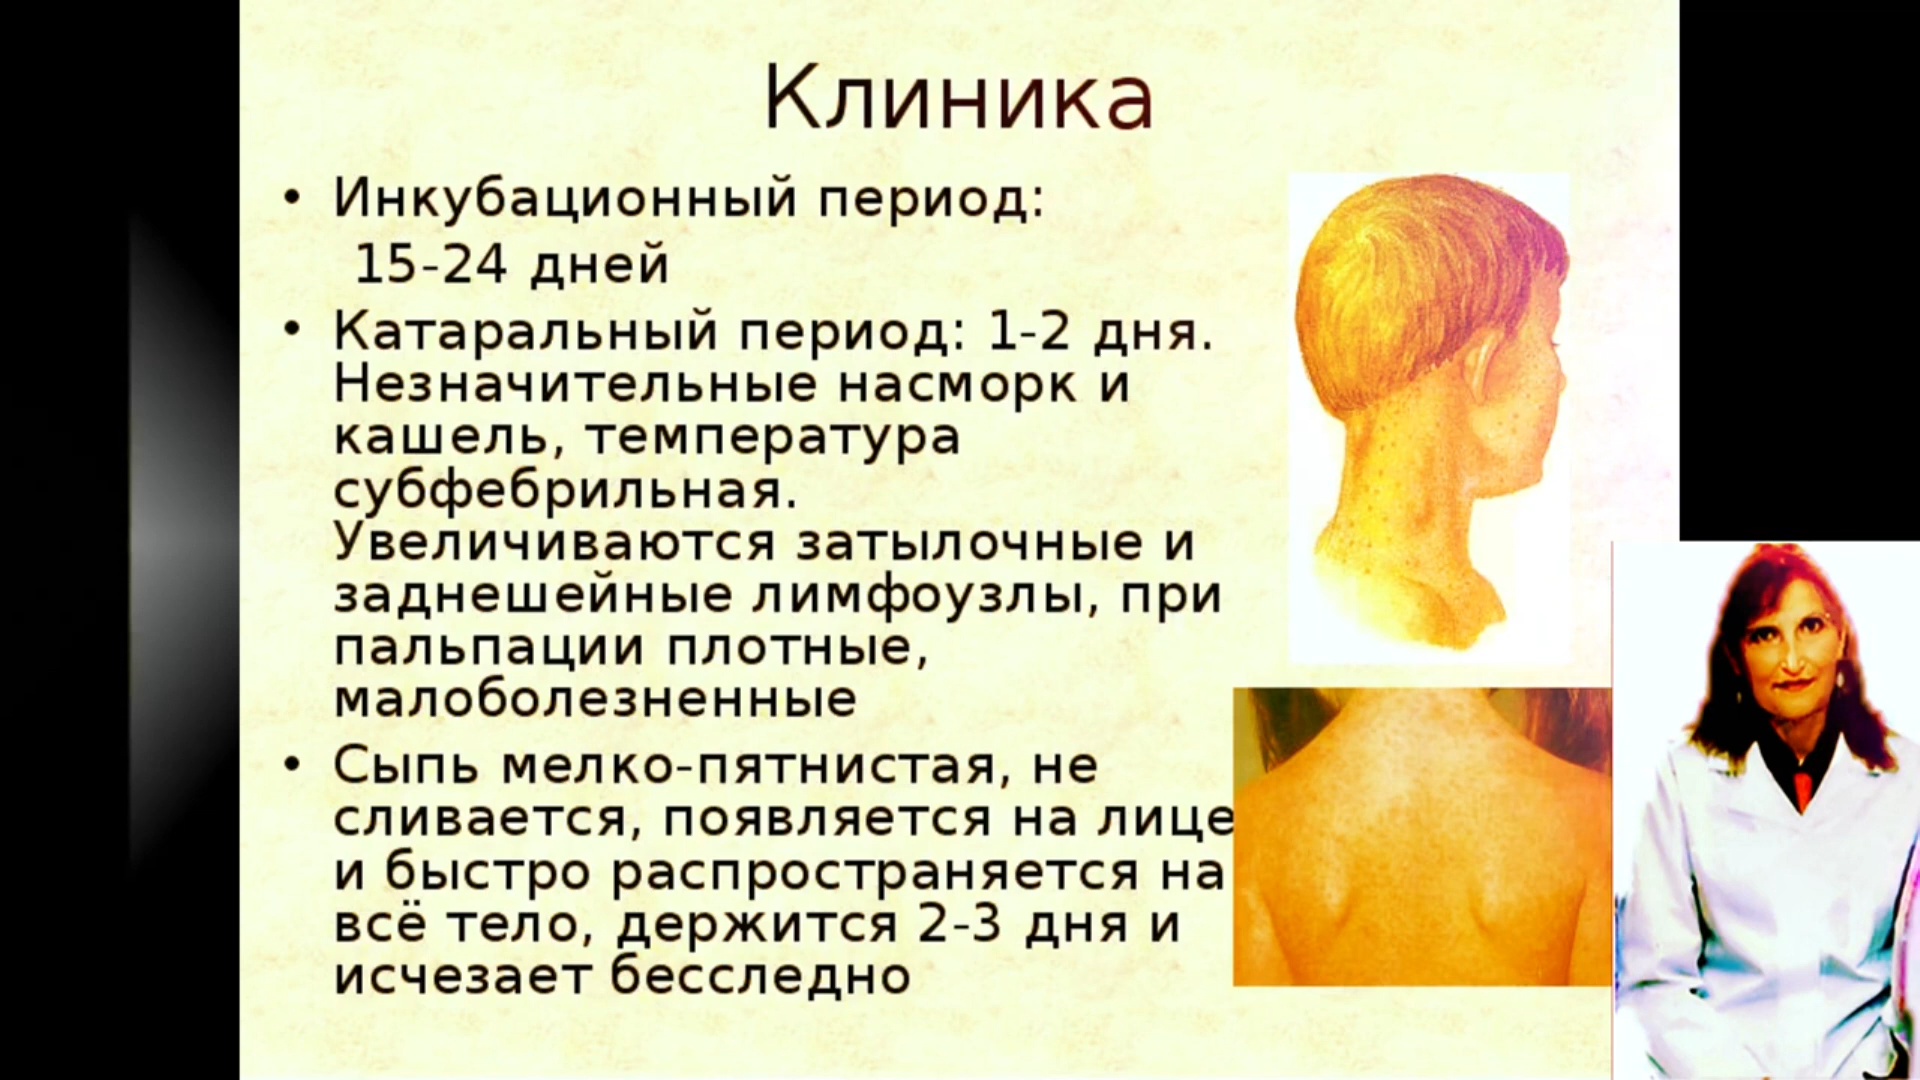 Клиника
• Инкубационный период:
15-24 дней
• Катаральный период: 1-2 дня.
Незначительные насморк и
кашель, температура
субфебрильная.
Увеличиваются затылочные и
заднешейные лимфоузлы, при
пальпации плотные,
малоболезненные
• Сыпь мелко-пятнистая, не
сливается, появляется на лице
и быстро распространяется на
всё тело, держится 2-3 дня и
исчезает бесследно